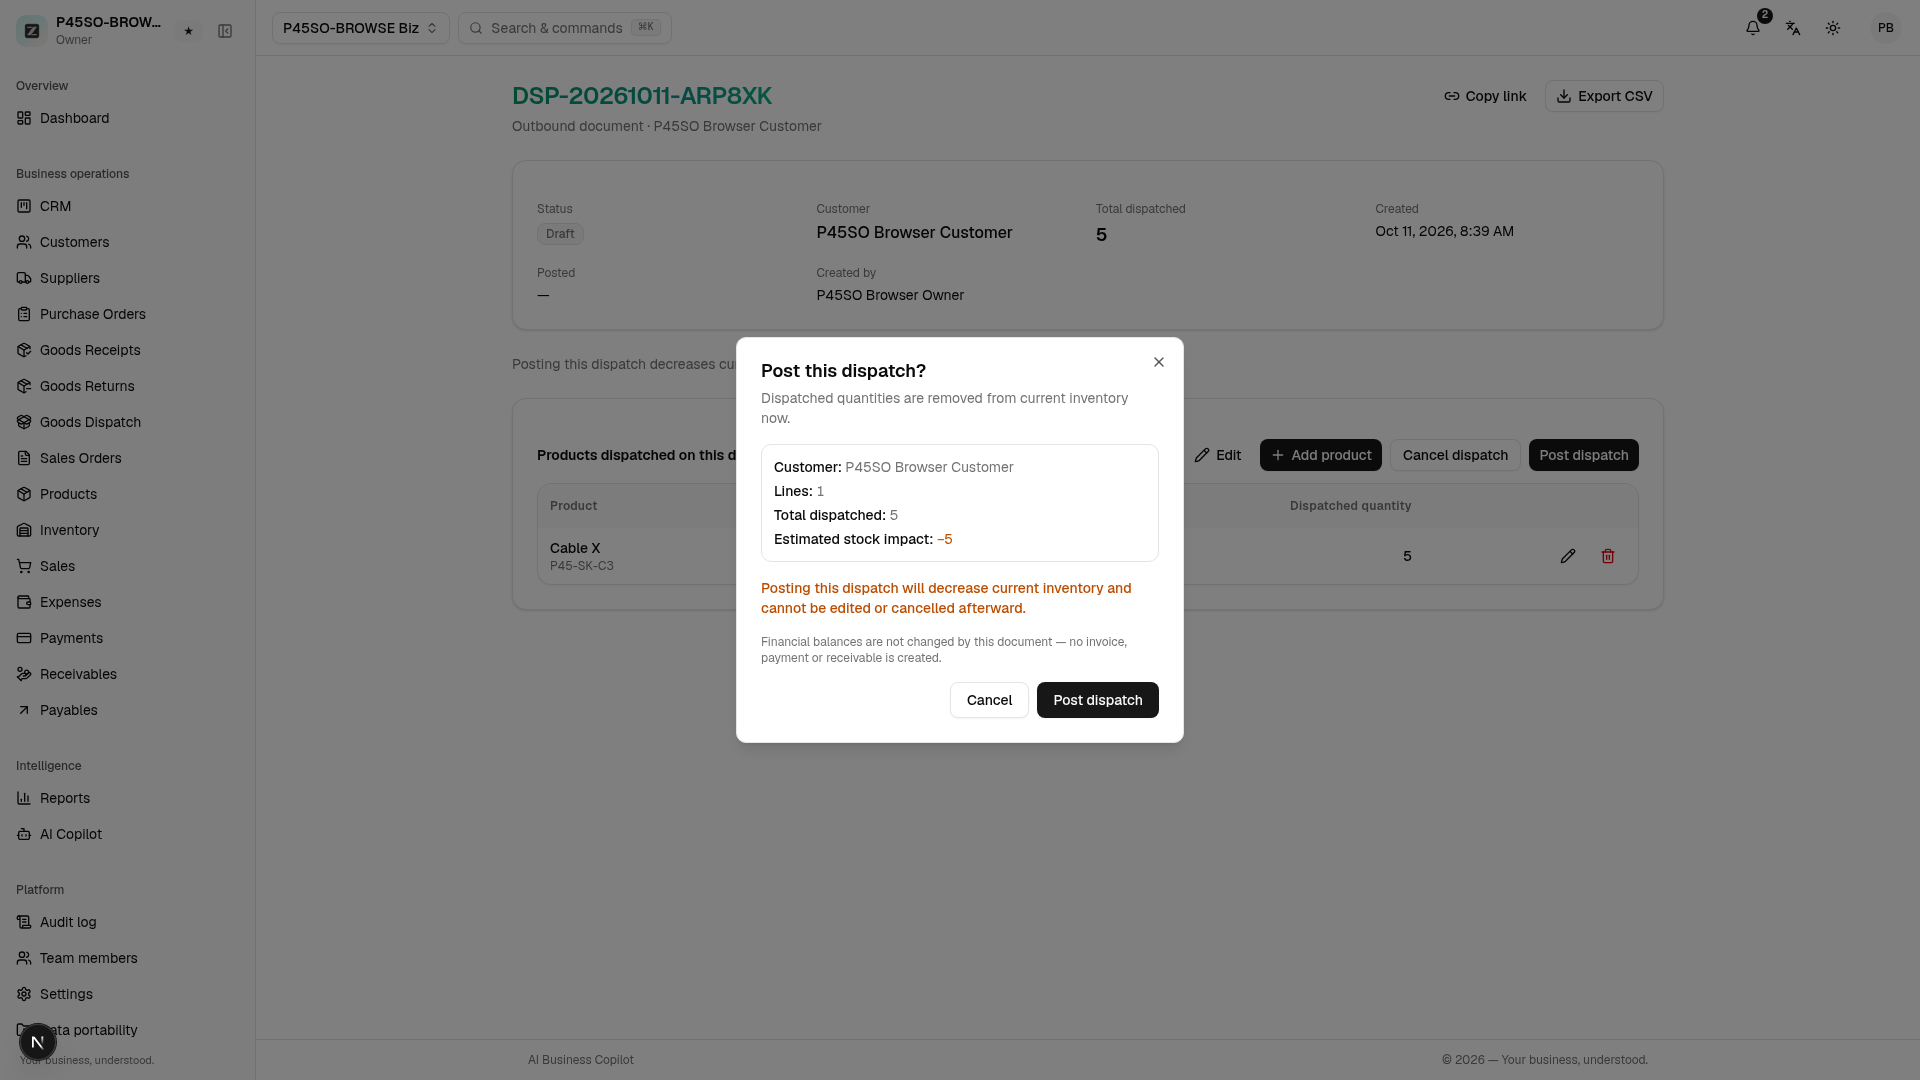 P45SO-BROW...
Owner
P45SO-BROWSE Biz
Search & commands
⌘K
2
PB
Overview
Dashboard
Business operations
CRM
Customers
Suppliers
Purchase Orders
Goods Receipts
Goods Returns
Goods Dispatch
Sales Orders
Products
Inventory
Sales
Expenses
Payments
Receivables
Payables
Intelligence
Reports
AI Copilot
Platform
Audit log
Team members
Settings
ata portability
N
business, understood.
DSP-20261011-ARP8XK
Outbound document · P45SO Browser Customer
Copy link
Export CSV
Status
Draft
Customer
P45SO Browser Customer
Total dispatched
5
Created
Oct 11, 2026, 8:39 AM
Posted
—
Created by
P45SO Browser Owner
Posting this dispatch decreases cu
Products dispatched on this d
Edit
Add product
Cancel dispatch
Post dispatch
Product
Dispatched quantity
Cable X
P45-SK-C3
5
Post this dispatch?
Dispatched quantities are removed from current inventory
now.
Customer: P45SO Browser Customer
Lines: 1
Total dispatched: 5
Estimated stock impact: −5
Posting this dispatch will decrease current inventory and
cannot be edited or cancelled afterward.
Financial balances are not changed by this document — no invoice,
payment or receivable is created.
Cancel
Post dispatch
AI Business Copilot
© 2026 — Your business, understood.